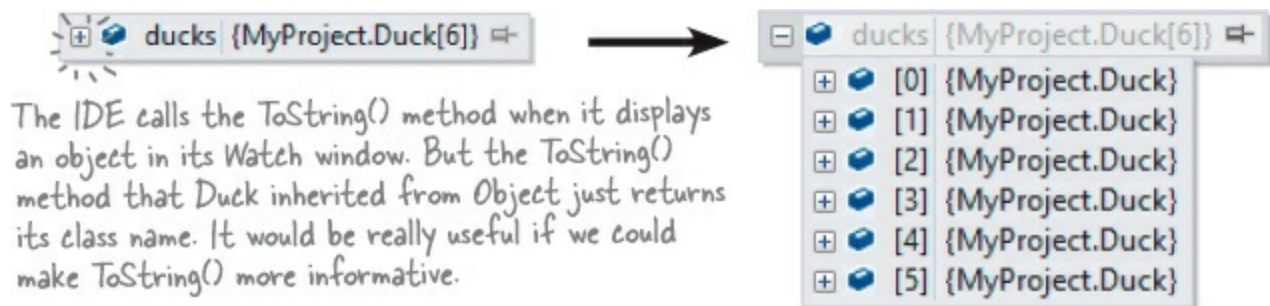 ducks {MyProject.Duck[6]}
The IDE calls the ToString() method when it displays
an object in its Watch window. But the ToString()
method that Duck inherited from Object just returns
its class name. It would be really useful if we could
make ToString() more informative.
ducks {MyProject.Duck[6]}
[0] {MyProject.Duck}
[1] {MyProject.Duck}
[2] {MyProject.Duck}
[3] {MyProject.Duck}
[4] {MyProject.Duck}
[5] {MyProject.Duck}